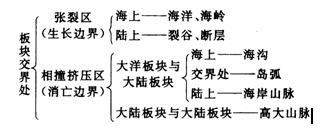 板块交界处
张裂区
（生长边界）
海上——海洋、海岭
陆上——裂谷、断层
相撞挤压区
（消亡边界）
大洋板块与
大陆板块
海上——海沟
交界处——岛弧
陆上——海岸山脉
大陆板块与大陆板块——高大山脉